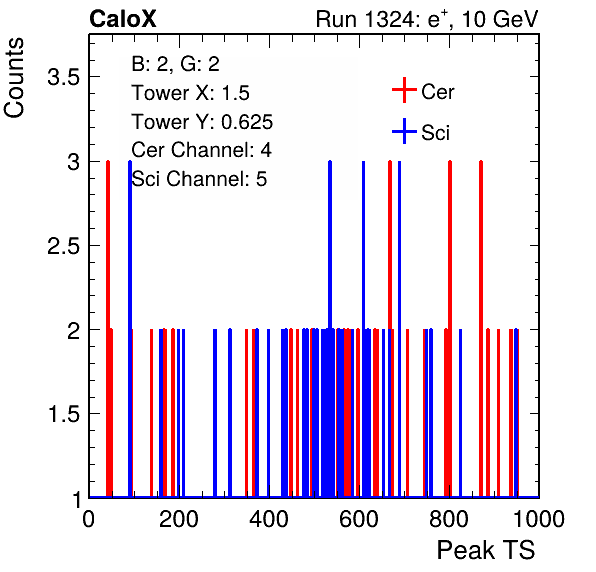 CaloX Run 1324: e⁺, 10 GeV
Counts
B: 2, G: 2
Tower X: 1.5
Tower Y: 0.625
Cer Channel: 4
Sci Channel: 5
Cer
Sci
3.5
3
2.5
2
1.5
1
0 200 400 600 800 1000
Peak TS